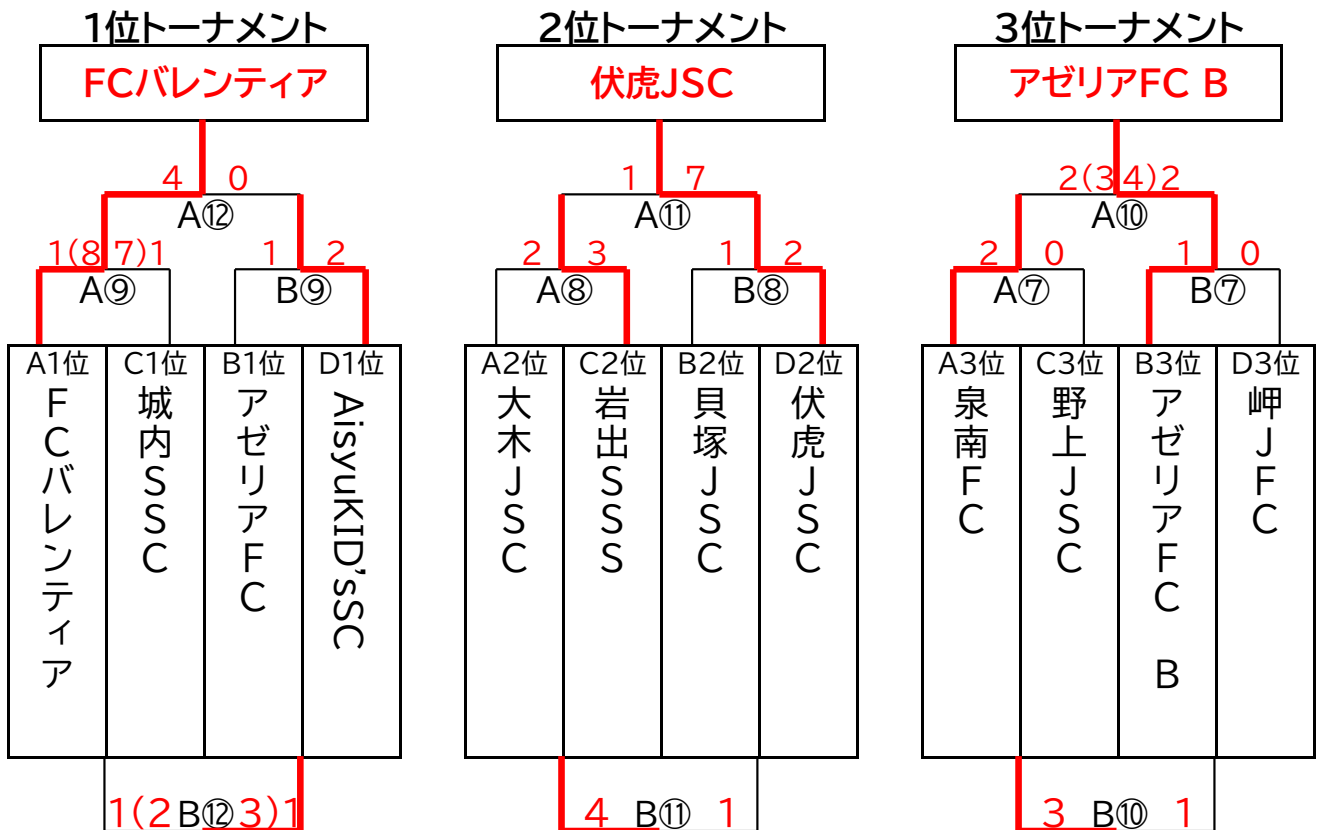 1位トーナメント 2位トーナメント 3位トーナメント
FCバレンティア 伏虎JSC アゼリアFC B
4 0 1 7 2(3 4)2
A⑫ A⑪ A⑩
1(8 7)1 1 2 2 3 1 2 2 0 1 0
A⑨ B⑨ A⑧ B⑧ A⑦ B⑦
A1位 C1位 B1位 D1位 A2位 C2位 B2位 D2位 A3位 C3位 B3位 D3位
FCバレンティア
城内SSC
アゼリアFC
AisyuKID'sSC
大木JSC
岩出SSS
貝塚JSC
伏虎JSC
泉南FC
野上JSC
アゼリアFC B
岬JFC
1(2 B⑫ 3)1 4 B⑪ 1 3 B⑩ 1